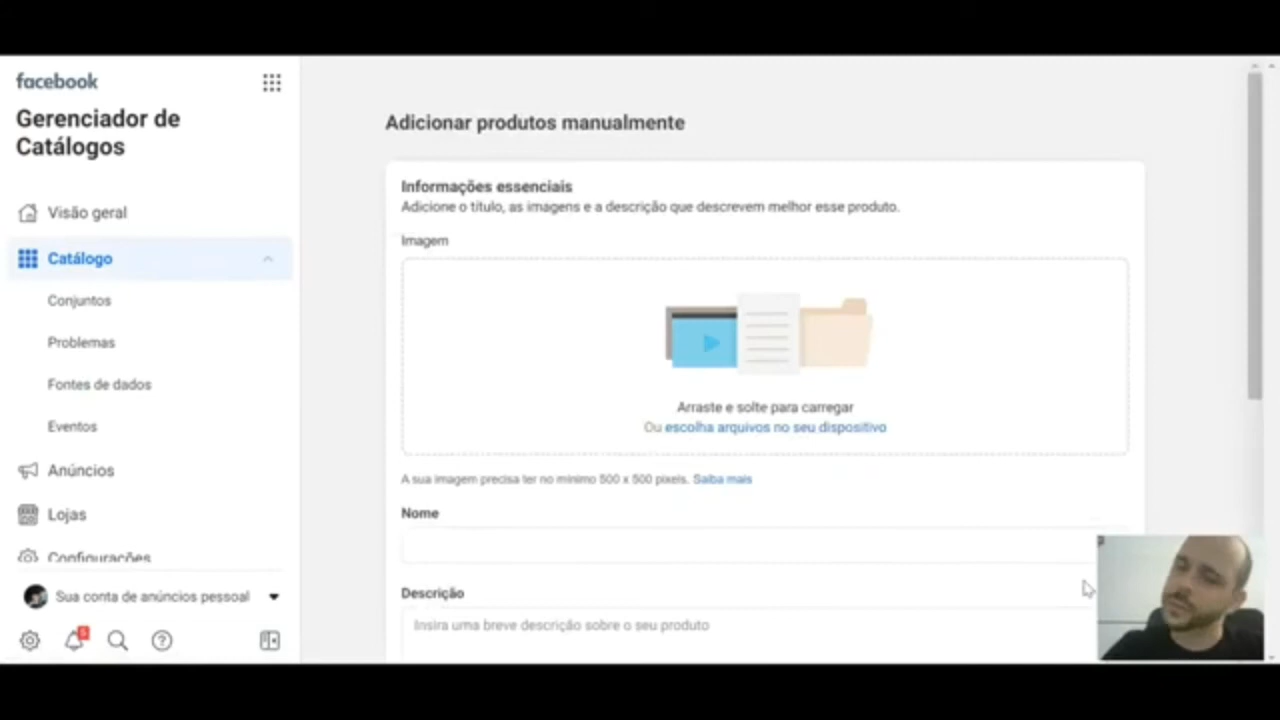 facebook
Gerenciador de
Catálogos
Visão geral
Catálogo
Conjuntos
Problemas
Fontes de dados
Eventos
Anúncios
Lojas
Configurações
Sua conta de anúncios pessoal
5
Adicionar produtos manualmente
Informações essenciais
Adicione o título, as imagens e a descrição que descrevem melhor esse produto.
Imagem
Arraste e solte para carregar
Ou escolha arquivos no seu dispositivo
A sua imagem precisa ter no mínimo 500 x 500 pixels. Saiba mais
Nome
Descrição
Insira uma breve descrição sobre o seu produto